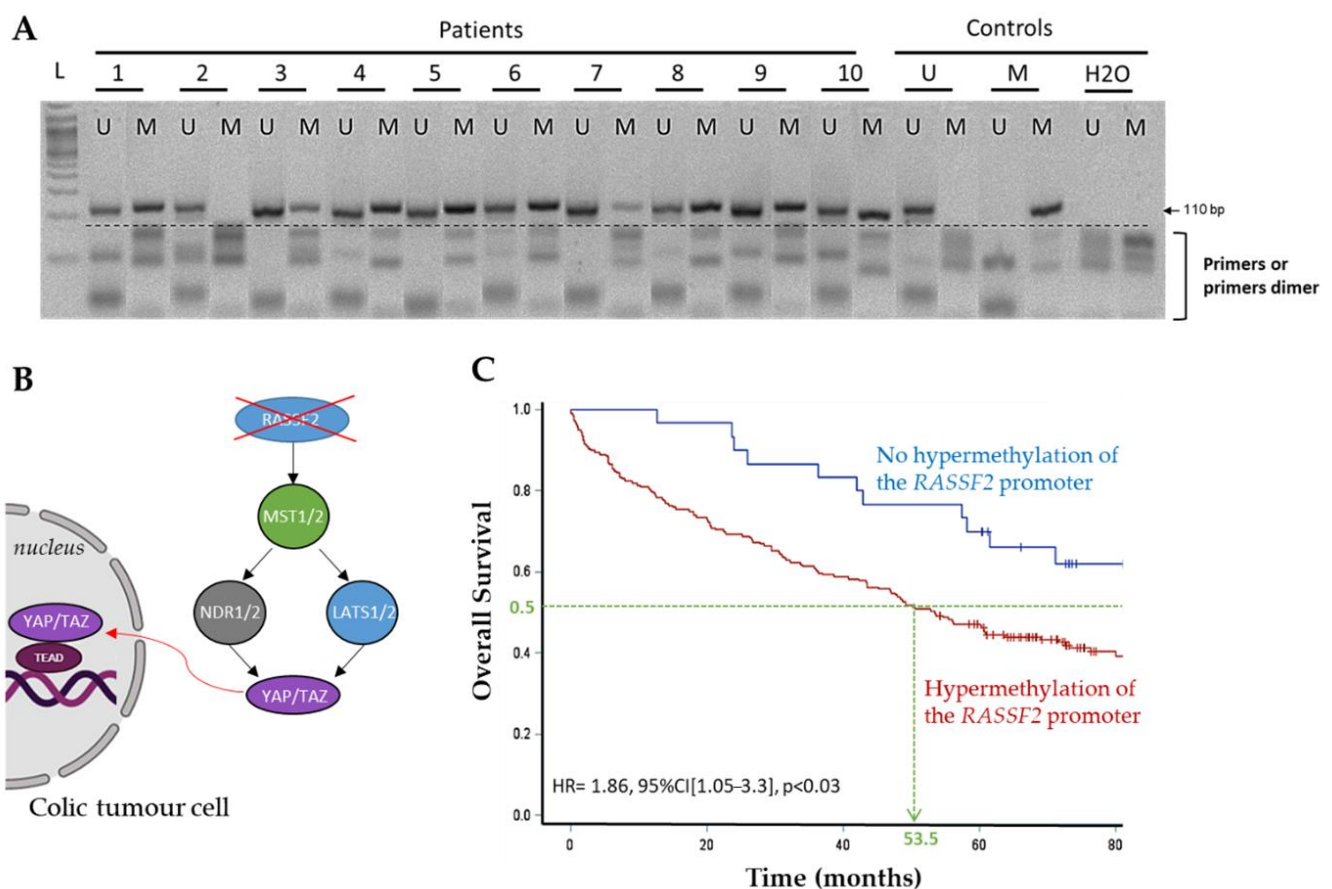 A
Patients
Controls
L 1 2 3 4 5 6 7 8 9 10 U M H2O
U M U M U M U M U M U M U M U M U M U M U M U M U M
110 bp
Primers or
primers dimer
B
RASSF2
MST1/2
nucleus
NDR1/2
LATS1/2
YAP/TAZ
TEAD
YAP/TAZ
Colic tumour cell
C
Overall Survival
1.0
0.8
0.6
0.5
0.4
0.2
0.0
No hypermethylation of
the RASSF2 promoter
Hypermethylation of
the RASSF2 promoter
HR= 1.86, 95%CI[1.05–3.3], p<0.03
53.5
0 20 40 60 80
Time (months)